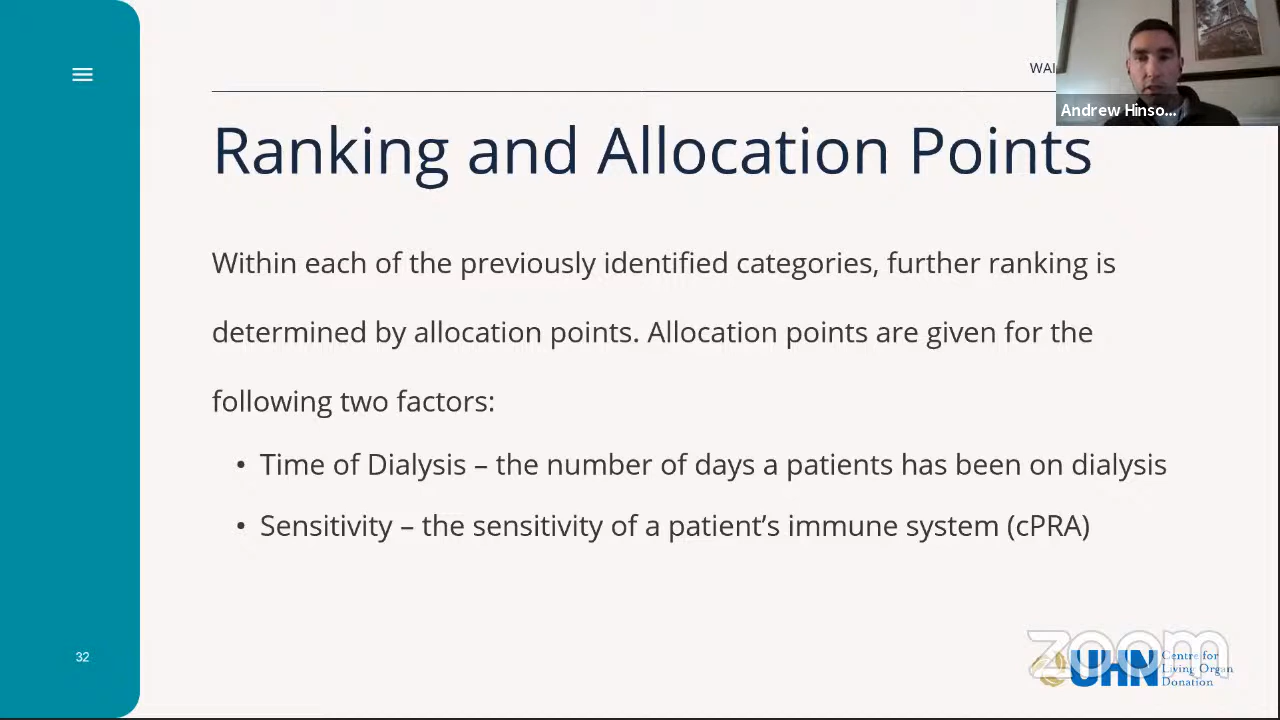 WAI
Andrew Hinso...
Ranking and Allocation Points
Within each of the previously identified categories, further ranking is
determined by allocation points. Allocation points are given for the
following two factors:
• Time of Dialysis – the number of days a patients has been on dialysis
• Sensitivity – the sensitivity of a patient’s immune system (cPRA)
32
zoom
UHN
Centre for
Living Organ
Donation